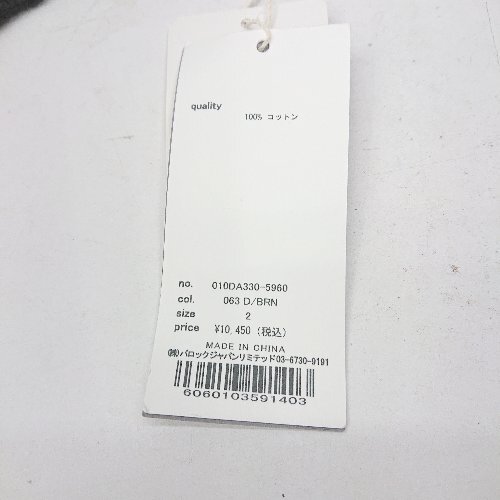 quality
100% コットン
no. 010DA330-5960
col. 063 D/BRN
size 2
price ¥10,450 (税込)
MADE IN CHINA
㈱バロックジャパンリミテッド03-6730-9191
6060103591403